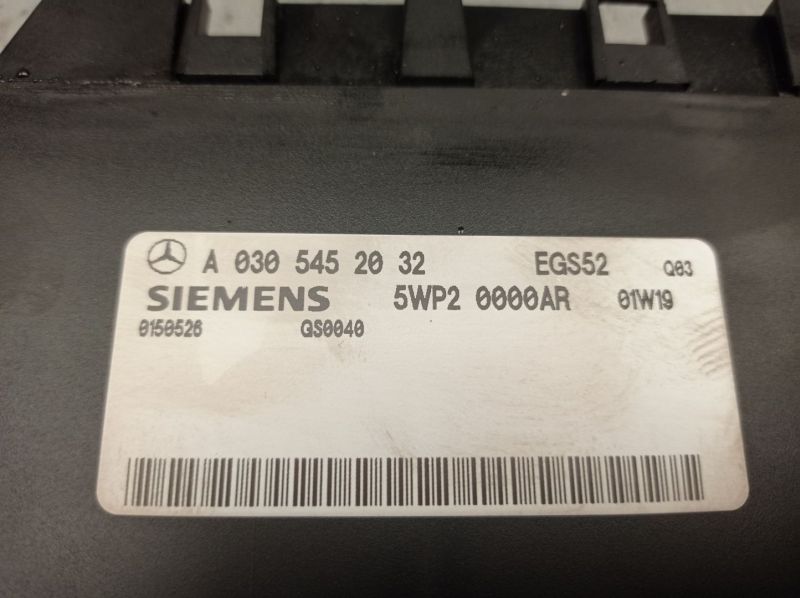 A 030 545 20 32 EGS52 Q03
SIEMENS 5WP2 0000AR 01W19
0150526 GS0040